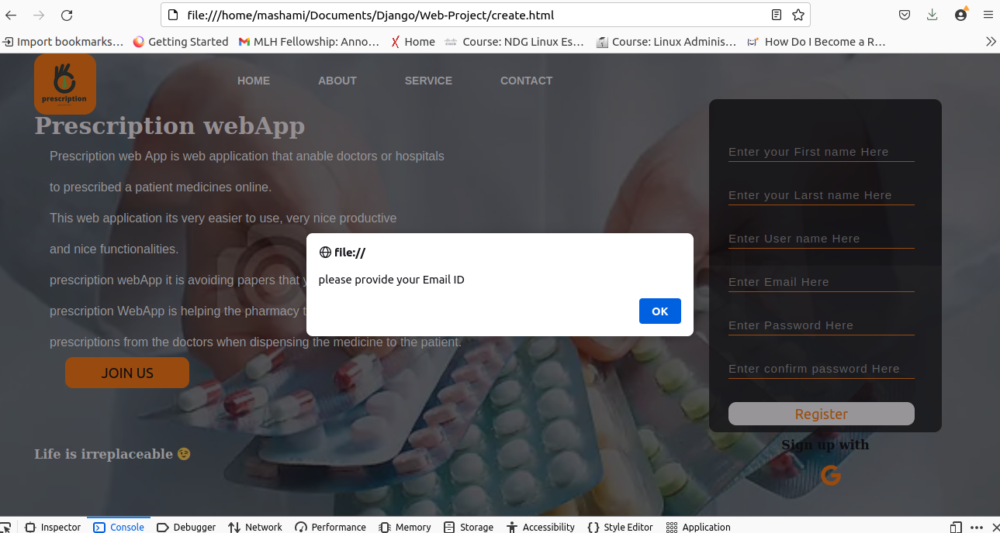 file:///home/mashami/Documents/Django/Web-Project/create.html
Import bookmarks… Getting Started MLH Fellowship: Anno… Home Course: NDG Linux Es… Course: Linux Adminis… How Do I Become a R…
prescription
HOME ABOUT SERVICE CONTACT
Prescription webApp
Prescription web App is web application that anable doctors or hospitals
to prescribed a patient medicines online.
This web application its very easier to use, very nice productive
and nice functionalities.
prescription webApp it is avoiding papers that
prescription WebApp is helping the pharmacy
prescriptions from the doctors when dispensing the medicine to the patient.
JOIN US
Life is irreplaceable 😉
file://
please provide your Email ID
OK
Enter your First name Here
Enter your Larst name Here
Enter User name Here
Enter Email Here
Enter Password Here
Enter confirm password Here
Register
Sign up with
G
Inspector Console Debugger Network Performance Memory Storage Accessibility Style Editor Application